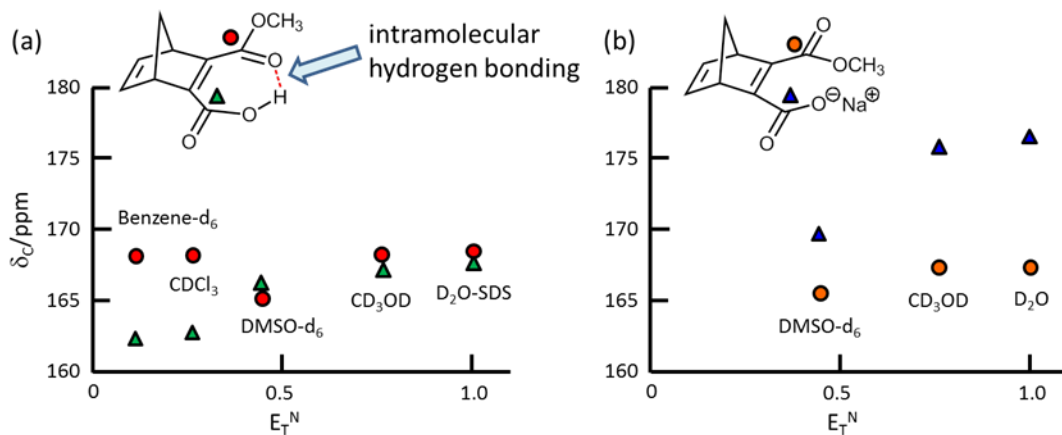 (a)
OCH₃
O
H
O
O
intramolecular
hydrogen bonding
δC/ppm
180
175
170
165
160
Benzene-d₆
CDCl₃
DMSO-d₆
CD₃OD
D₂O-SDS
0
0.5
1.0
E_T^N
(b)
O
OCH₃
O⊖Na⊕
O
180
175
170
165
160
DMSO-d₆
CD₃OD
D₂O
0
0.5
1.0
E_T^N